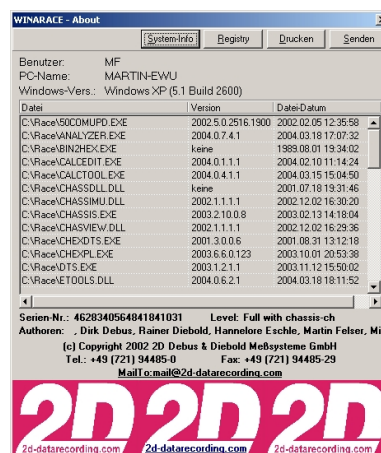 WINARACE - About
System-Info Registry Drucken Senden
Benutzer: MF
PC-Name: MARTIN-EWU
Windows-Vers.: Windows XP (5.1 Build 2600)
Datei Version Datei-Datum
C:\Race\50COMUPD.EXE 2002.5.0.2516.1900 2002.02.05 12:35:58
C:\Race\ANALYZER.EXE 2004.0.7.4.1 2004.03.18 17:07:32
C:\Race\BIN2HEX.EXE keine 1989.08.01 19:34:02
C:\Race\CALCEDIT.EXE 2004.0.1.1.1 2004.02.10 11:14:24
C:\Race\CALCTOOL.EXE 2004.0.4.1.1 2004.03.15 15:04:50
C:\Race\CHASSDLL.DLL keine 2001.07.18 19:31:46
C:\Race\CHASSIMU.DLL 2002.1.1.1.1 2002.12.02 16:30:20
C:\Race\CHASSIS.EXE 2003.2.10.0.8 2003.02.13 14:18:04
C:\Race\CHASVIEW.DLL 2002.1.1.1.1 2002.12.02 16:29:36
C:\Race\CHEXDTS.EXE 2001.3.0.0.6 2001.08.31 13:12:18
C:\Race\CHEXPL.EXE 2003.6.6.0.123 2003.10.01 20:53:38
C:\Race\DTS.EXE 2003.1.2.1.1 2003.11.12 15:50:02
C:\Race\ETOOLS.DLL 2004.0.6.2.1 2004.03.18 18:11:52
Serien-Nr.: 4628340564841841031 Level: Full with chassis-ch
Authoren: , Dirk Debus, Rainer Diebold, Hannelore Eschle, Martin Felser, Mi
(c) Copyright 2002 2D Debus & Diebold Meßsysteme GmbH
Tel.: +49 (721) 94485-0 Fax: +49 (721) 94485-29
MailTo:mail@2d-datarecording.com
2D 2D 2D
2d-datarecording.com 2d-datarecording.com 2d-datarecording.com